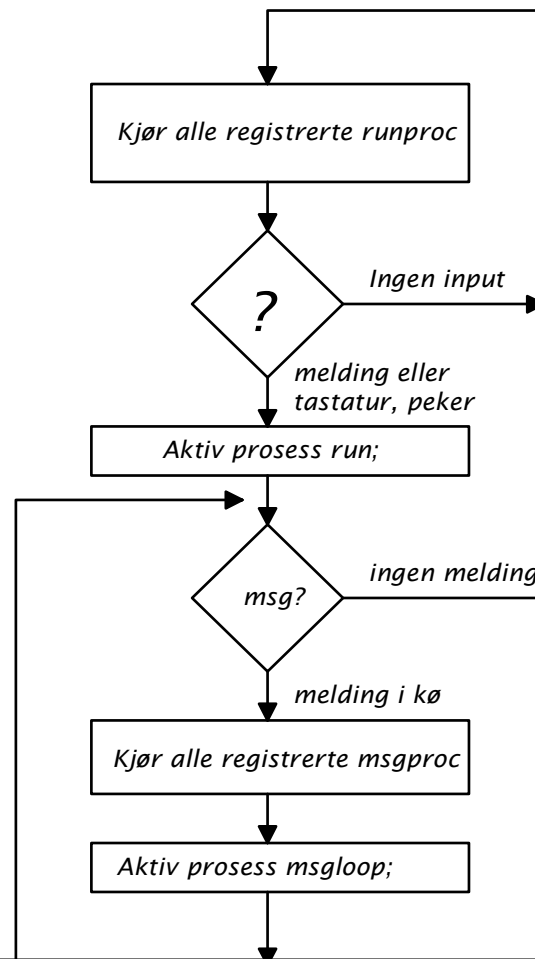 Kjør alle registrerte runproc
?
Ingen input
melding eller
tastatur, peker
Aktiv prosess run;
msg?
ingen melding
melding i kø
Kjør alle registrerte msgproc
Aktiv prosess msgloop;